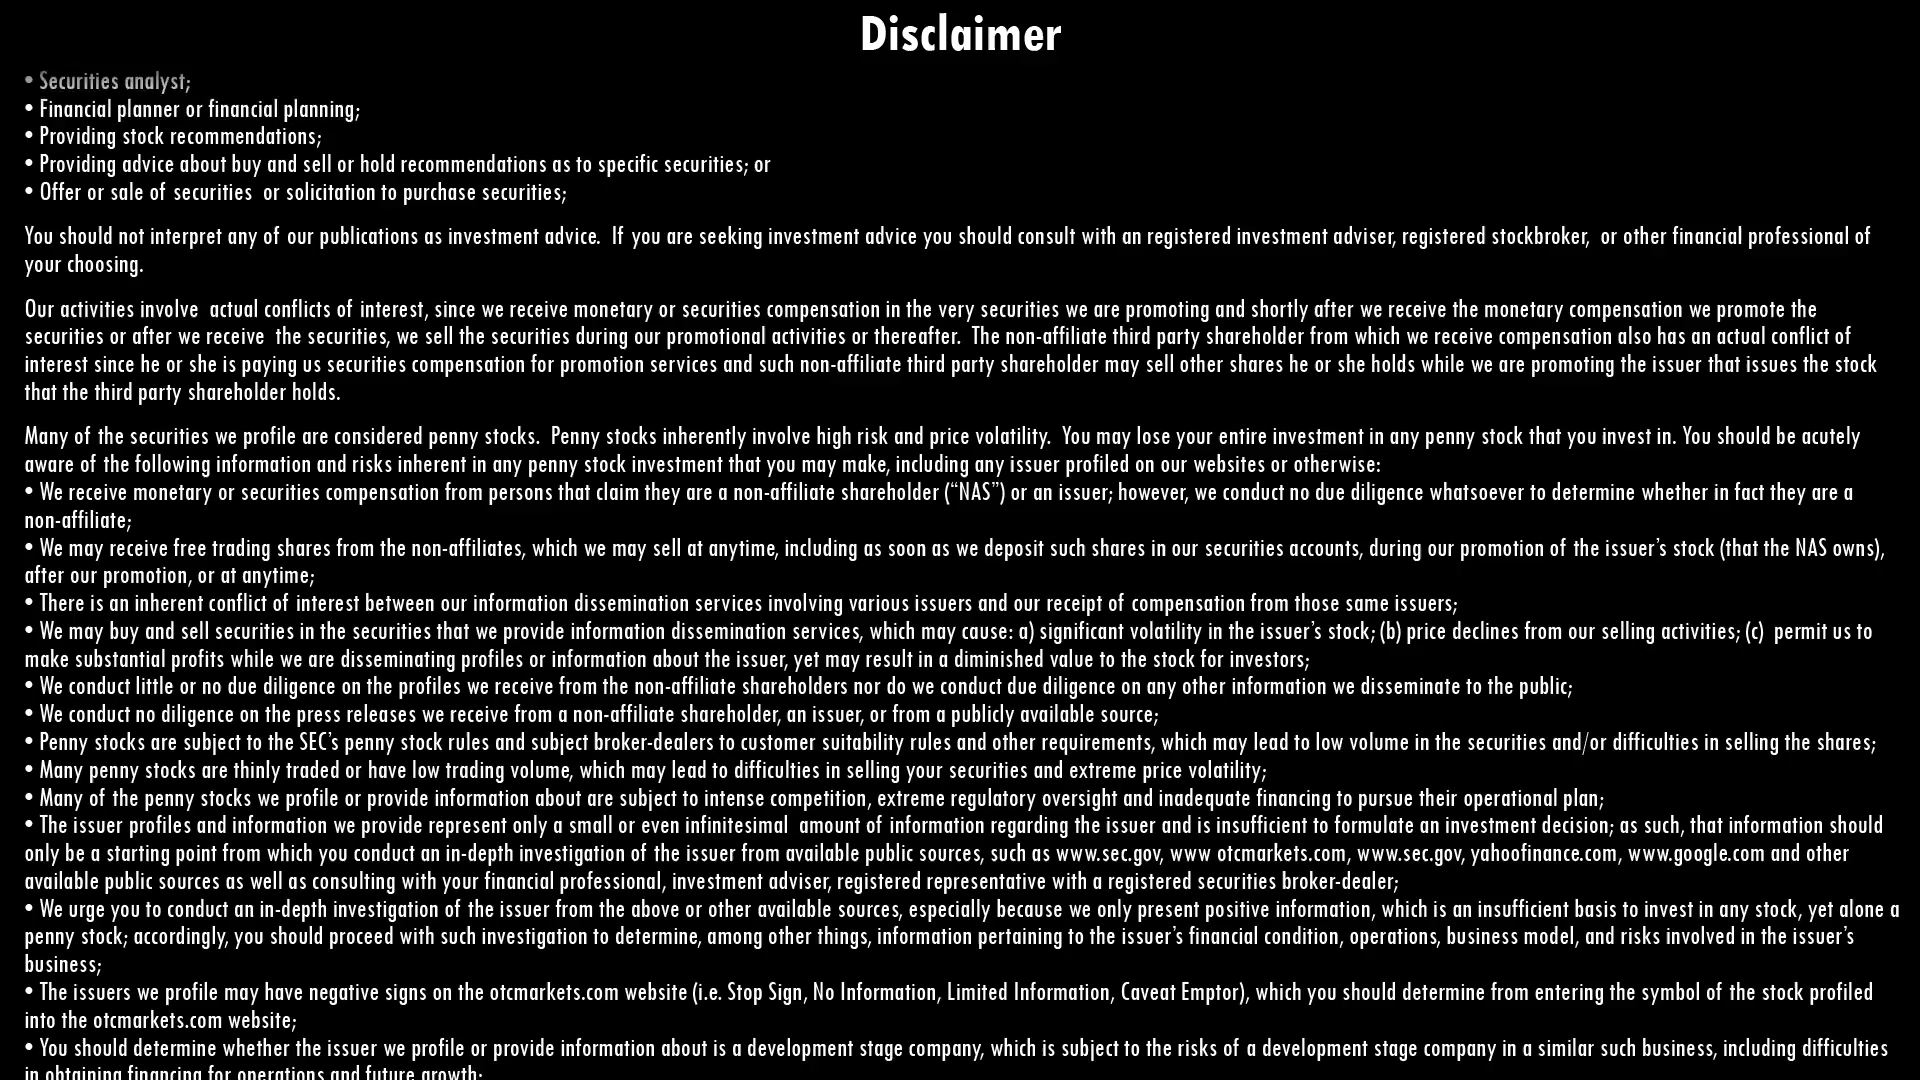 Disclaimer
• Securities analyst;
• Financial planner or financial planning;
• Providing stock recommendations;
• Providing advice about buy and sell or hold recommendations as to specific securities; or
• Offer or sale of securities  or solicitation to purchase securities;
You should not interpret any of our publications as investment advice.  If you are seeking investment advice you should consult with an registered investment adviser, registered stockbroker,  or other financial professional of
your choosing.
Our activities involve  actual conflicts of interest, since we receive monetary or securities compensation in the very securities we are promoting and shortly after we receive the monetary compensation we promote the
securities or after we receive  the securities, we sell the securities during our promotional activities or thereafter.  The non-affiliate third party shareholder from which we receive compensation also has an actual conflict of
interest since he or she is paying us securities compensation for promotion services and such non-affiliate third party shareholder may sell other shares he or she holds while we are promoting the issuer that issues the stock
that the third party shareholder holds.
Many of the securities we profile are considered penny stocks.  Penny stocks inherently involve high risk and price volatility.  You may lose your entire investment in any penny stock that you invest in. You should be acutely
aware of the following information and risks inherent in any penny stock investment that you may make, including any issuer profiled on our websites or otherwise:
• We receive monetary or securities compensation from persons that claim they are a non-affiliate shareholder (“NAS”) or an issuer; however, we conduct no due diligence whatsoever to determine whether in fact they are a
non-affiliate;
• We may receive free trading shares from the non-affiliates, which we may sell at anytime, including as soon as we deposit such shares in our securities accounts, during our promotion of the issuer’s stock (that the NAS owns),
after our promotion, or at anytime;
• There is an inherent conflict of interest between our information dissemination services involving various issuers and our receipt of compensation from those same issuers;
• We may buy and sell securities in the securities that we provide information dissemination services, which may cause: a) significant volatility in the issuer’s stock; (b) price declines from our selling activities; (c)  permit us to
make substantial profits while we are disseminating profiles or information about the issuer, yet may result in a diminished value to the stock for investors;
• We conduct little or no due diligence on the profiles we receive from the non-affiliate shareholders nor do we conduct due diligence on any other information we disseminate to the public;
• We conduct no diligence on the press releases we receive from a non-affiliate shareholder, an issuer, or from a publicly available source;
• Penny stocks are subject to the SEC’s penny stock rules and subject broker-dealers to customer suitability rules and other requirements, which may lead to low volume in the securities and/or difficulties in selling the shares;
• Many penny stocks are thinly traded or have low trading volume, which may lead to difficulties in selling your securities and extreme price volatility;
• Many of the penny stocks we profile or provide information about are subject to intense competition, extreme regulatory oversight and inadequate financing to pursue their operational plan;
• The issuer profiles and information we provide represent only a small or even infinitesimal  amount of information regarding the issuer and is insufficient to formulate an investment decision; as such, that information should
only be a starting point from which you conduct an in-depth investigation of the issuer from available public sources, such as www.sec.gov, www otcmarkets.com, www.sec.gov, yahoofinance.com, www.google.com and other
available public sources as well as consulting with your financial professional, investment adviser, registered representative with a registered securities broker-dealer;
• We urge you to conduct an in-depth investigation of the issuer from the above or other available sources, especially because we only present positive information, which is an insufficient basis to invest in any stock, yet alone a
penny stock; accordingly, you should proceed with such investigation to determine, among other things, information pertaining to the issuer’s financial condition, operations, business model, and risks involved in the issuer’s
business;
• The issuers we profile may have negative signs on the otcmarkets.com website (i.e. Stop Sign, No Information, Limited Information, Caveat Emptor), which you should determine from entering the symbol of the stock profiled
into the otcmarkets.com website;
• You should determine whether the issuer we profile or provide information about is a development stage company, which is subject to the risks of a development stage company in a similar such business, including difficulties
in obtaining financing for operations and future growth;